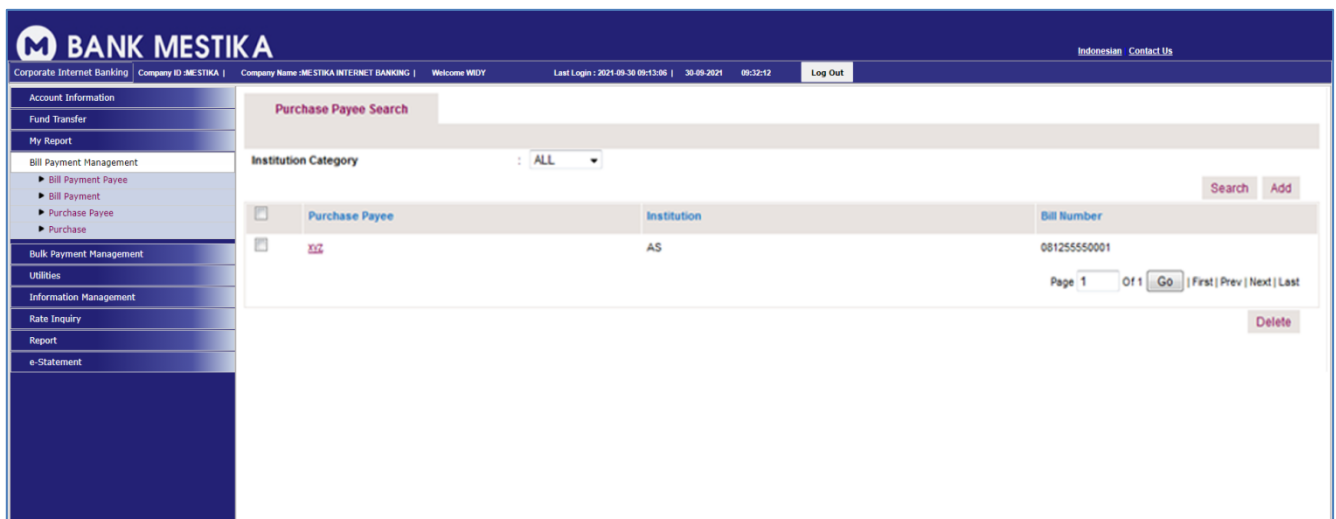 BANK MESTIKA
Indonesian Contact Us
Corporate Internet Banking Company ID :MESTIKA | Company Name :MESTIKA INTERNET BANKING | Welcome WIDY Last Login : 2021-09-30 09:13:06 | 30-09-2021 09:32:12 Log Out
Account Information
Fund Transfer
My Report
Bill Payment Management
Bill Payment Payee
Bill Payment
Purchase Payee
Purchase
Bulk Payment Management
Utilities
Information Management
Rate Inquiry
Report
e-Statement
Purchase Payee Search
Institution Category : ALL
Search Add
Purchase Payee Institution Bill Number
xyz AS 081255550001
Page 1 Of 1 Go | First | Prev | Next | Last
Delete